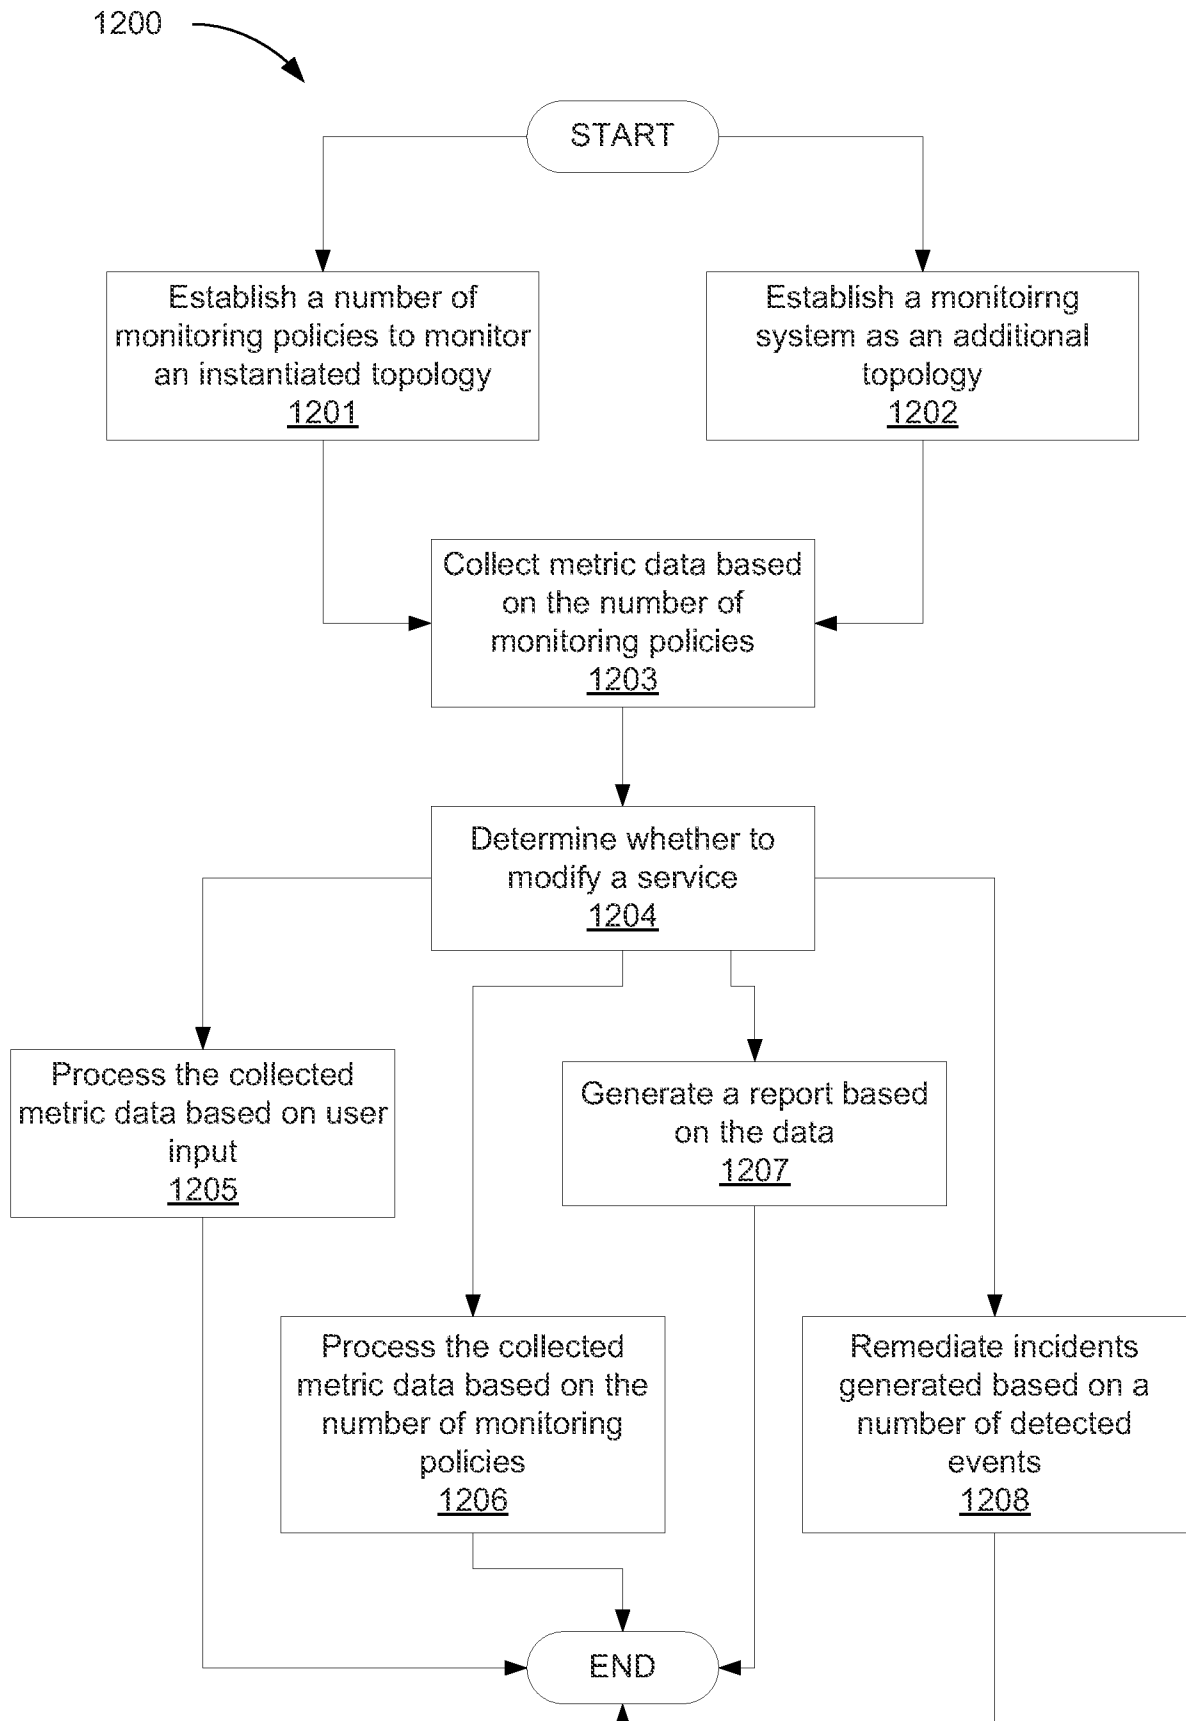 1200
START
Establish a number of
monitoring policies to monitor
an instantiated topology
1201
Establish a monitoirng
system as an additional
topology
1202
Collect metric data based
on the number of
monitoring policies
1203
Determine whether to
modify a service
1204
Process the collected
metric data based on user
input
1205
Generate a report based
on the data
1207
Process the collected
metric data based on the
number of monitoring
policies
1206
Remediate incidents
generated based on a
number of detected
events
1208
END